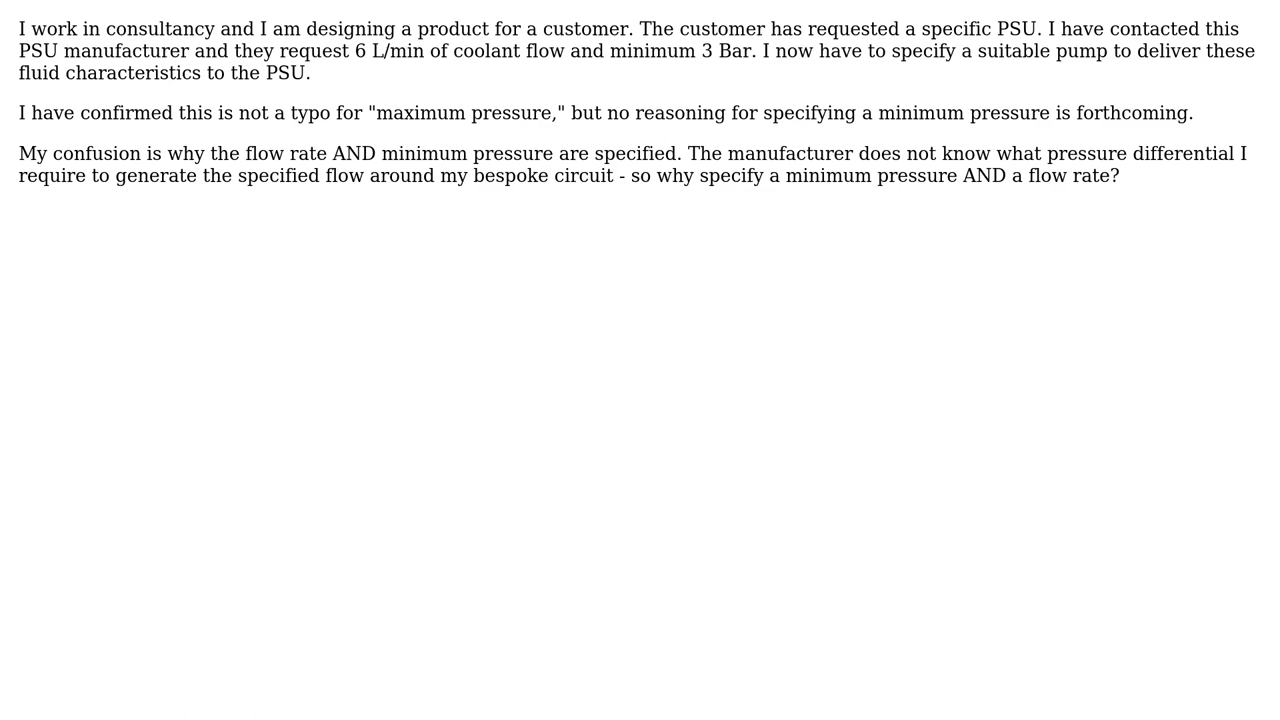 I work in consultancy and I am designing a product for a customer. The customer has requested a specific PSU. I have contacted this
PSU manufacturer and they request 6 L/min of coolant flow and minimum 3 Bar. I now have to specify a suitable pump to deliver these
fluid characteristics to the PSU.
I have confirmed this is not a typo for "maximum pressure," but no reasoning for specifying a minimum pressure is forthcoming.
My confusion is why the flow rate AND minimum pressure are specified. The manufacturer does not know what pressure differential I
require to generate the specified flow around my bespoke circuit - so why specify a minimum pressure AND a flow rate?